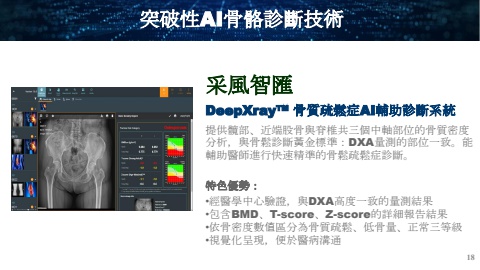 突破性AI骨骼診斷技術
采風智匯
DeepXray™ 骨質疏鬆症AI輔助診斷系統
提供髖部、近端股骨與脊椎共三個中軸部位的骨質密度
分析，與骨鬆診斷黃金標準：DXA量測的部位一致。能
輔助醫師進行快速精準的骨鬆疏鬆症診斷。
特色優勢：
•經醫學中心驗證，與DXA高度一致的量測結果
•包含BMD、T-score、Z-score的詳細報告結果
•依骨密度數值區分為骨質疏鬆、低骨量、正常三等級
•視覺化呈現，便於醫病溝通
18